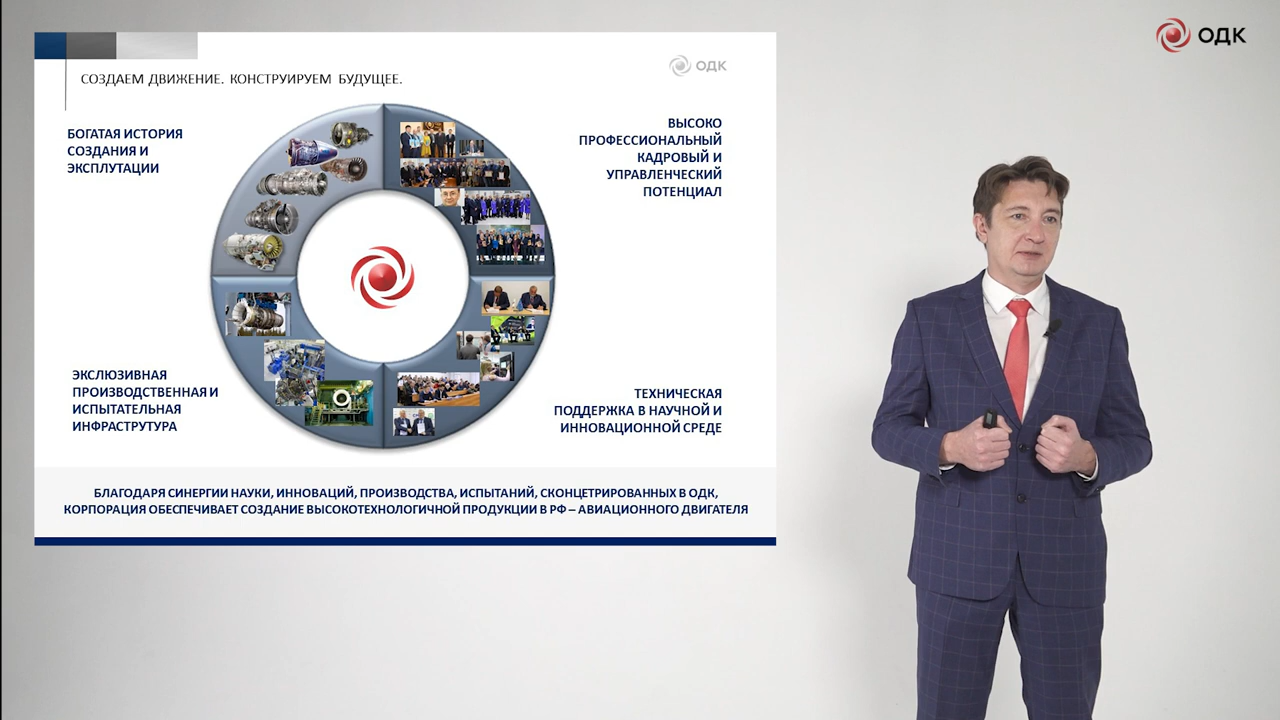 ОДК
СОЗДАЕМ ДВИЖЕНИЕ. КОНСТРУИРУЕМ БУДУЩЕЕ.
ОДК
БОГАТАЯ ИСТОРИЯ
СОЗДАНИЯ И
ЭКСПЛУТАЦИИ
ВЫСОКО
ПРОФЕССИОНАЛЬНЫЙ
КАДРОВЫЙ И
УПРАВЛЕНЧЕСКИЙ
ПОТЕНЦИАЛ
ЭКСЛЮЗИВНАЯ
ПРОИЗВОДСТВЕННАЯ И
ИСПЫТАТЕЛЬНАЯ
ИНФРАСТРУТУРА
ТЕХНИЧЕСКАЯ
ПОДДЕРЖКА В НАУЧНОЙ И
ИННОВАЦИОННОЙ СРЕДЕ
БЛАГОДАРЯ СИНЕРГИИ НАУКИ, ИННОВАЦИЙ, ПРОИЗВОДСТВА, ИСПЫТАНИЙ, СКОНЦЕТРИРОВАННЫХ В ОДК,
КОРПОРАЦИЯ ОБЕСПЕЧИВАЕТ СОЗДАНИЕ ВЫСОКОТЕХНОЛОГИЧНОЙ ПРОДУКЦИИ В РФ – АВИАЦИОННОГО ДВИГАТЕЛЯ